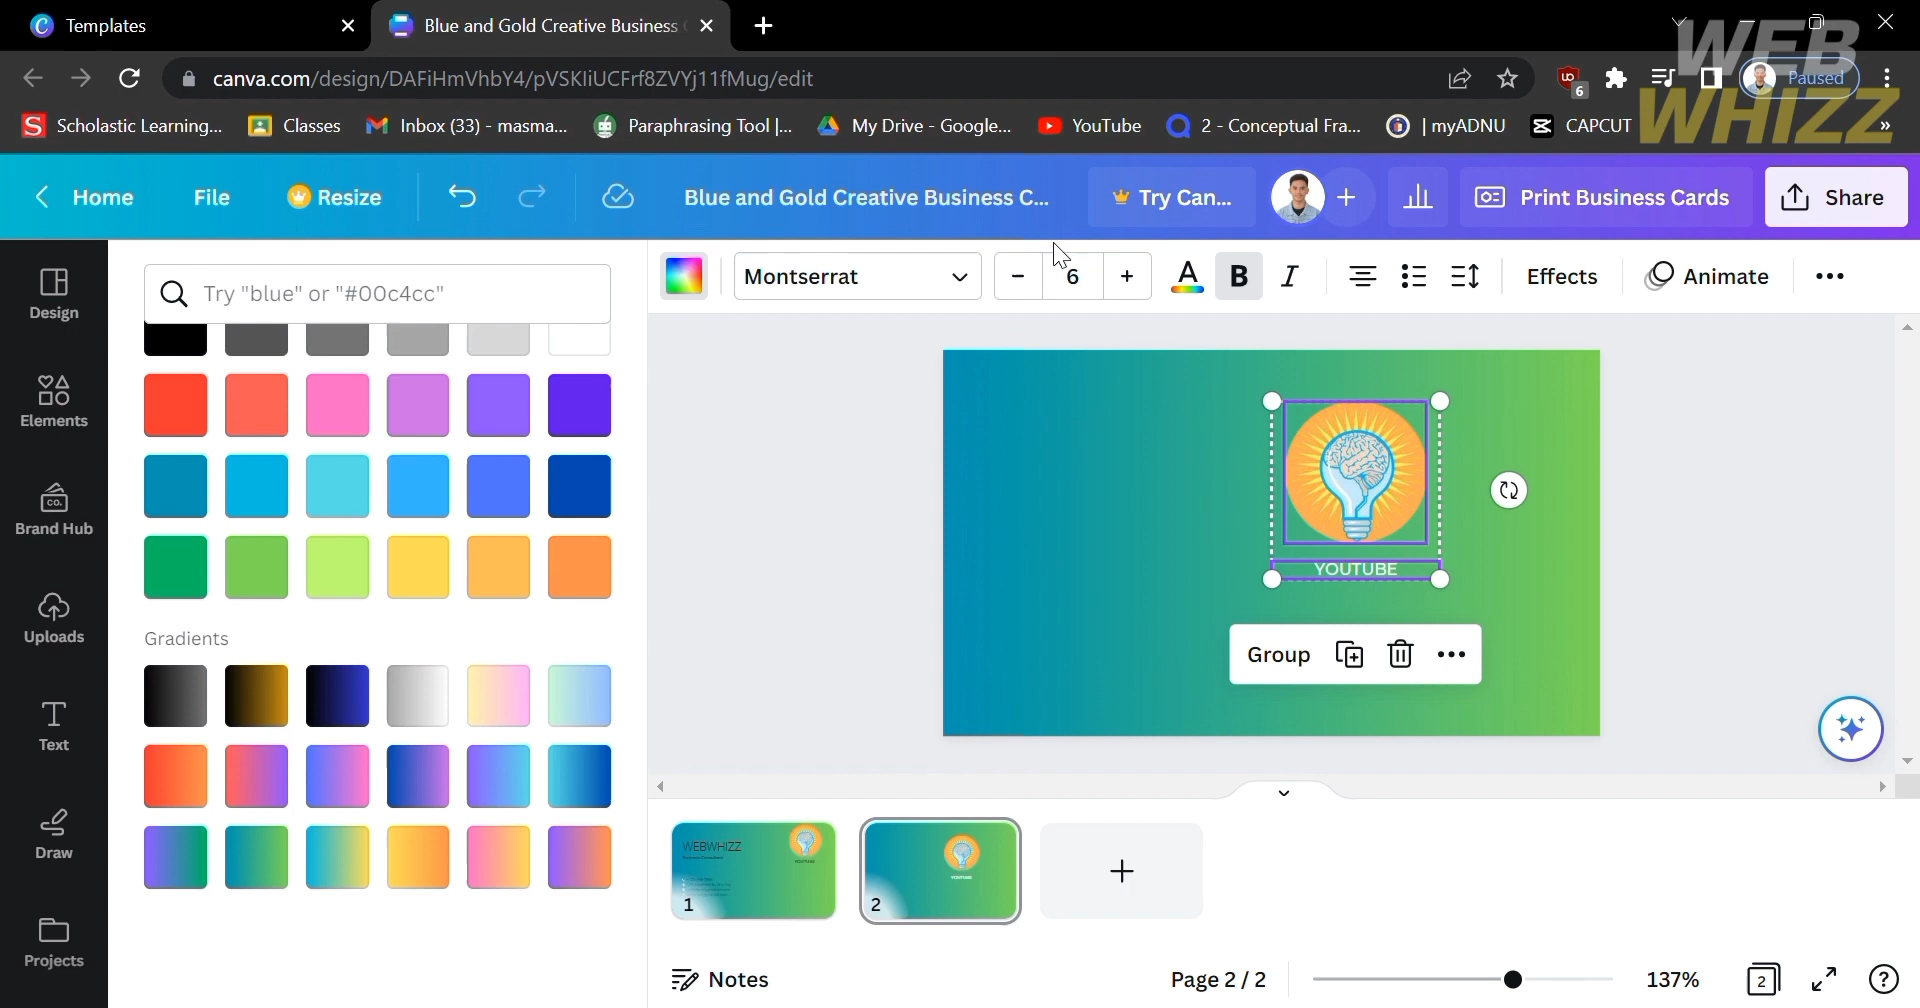 Templates
Blue and Gold Creative Business
WEB
WHIZZ
canva.com/design/DAFiHmVhbY4/pVSKliUCFrf8ZVYj11fMug/edit
6
Paused
Scholastic Learning...
Classes
Inbox (33) - masma...
Paraphrasing Tool |...
My Drive - Google...
YouTube
2 - Conceptual Fra...
| myADNU
CAPCUT
»
Home
File
Resize
Blue and Gold Creative Business C...
Try Can...
Print Business Cards
Share
Design
Elements
Brand Hub
Uploads
Text
Draw
Projects
Try "blue" or "#00c4cc"
Gradients
Montserrat
6
A
B
I
Effects
Animate
YOUTUBE
Group
WEBWHIZZ
YOUTUBE
1
YOUTUBE
2
Notes
Page 2 / 2
137%
2